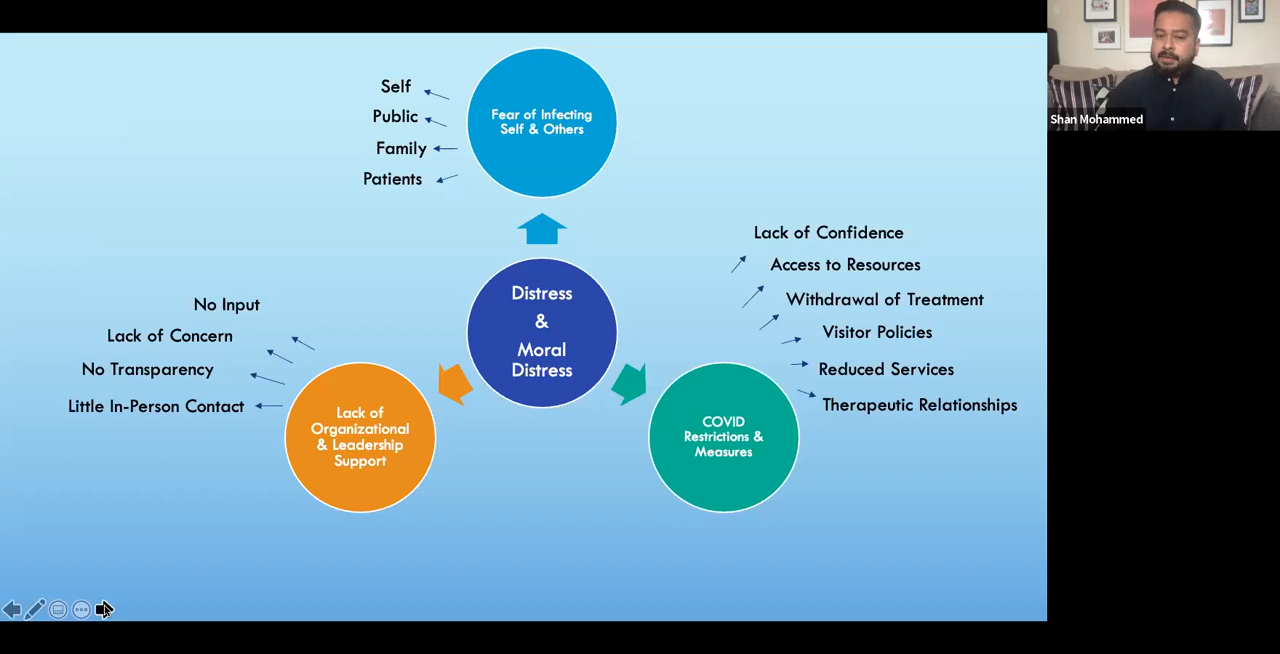 Self
Public
Family
Patients
Fear of Infecting
Self & Others
Shan Mohammed
Distress
&
Moral
Distress
No Input
Lack of Concern
No Transparency
Little In-Person Contact
Lack of
Organizational
& Leadership
Support
Lack of Confidence
Access to Resources
Withdrawal of Treatment
Visitor Policies
Reduced Services
Therapeutic Relationships
COVID
Restrictions &
Measures